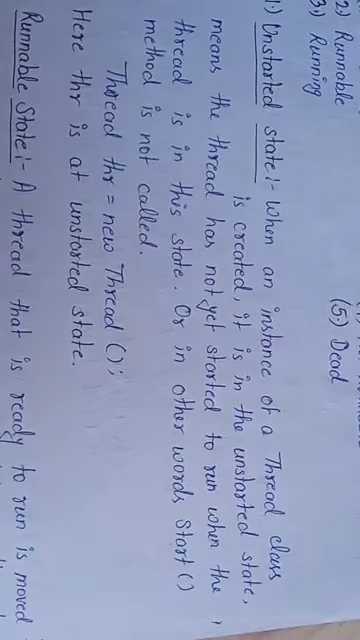 2) Runnable
3) Running
(5.) Dead
1) Unstarted state:- When an instance of a Thread class
is created, it is in the unstarted state,
means the thread has not yet started to run when the
thread is in this state. Or in other words Start()
method is not called.
Thread thr = new Thread();
Here thr is at unstarted state.
Runnable State:- A thread that is ready to run is moved